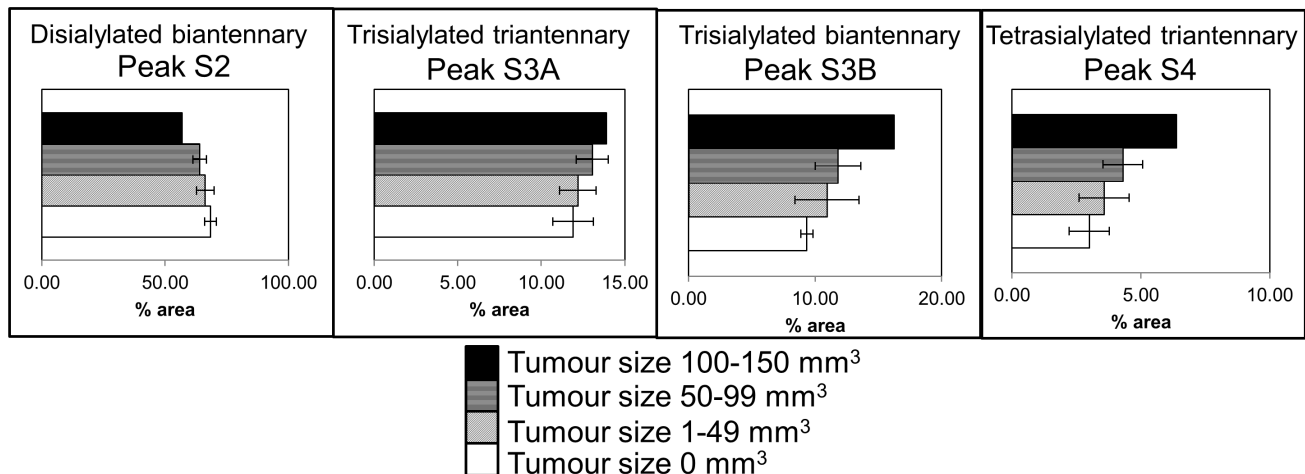 Disialylated biantennary
Peak S2
0.00 50.00 100.00
% area
Trisialylated triantennary
Peak S3A
0.00 5.00 10.00 15.00
% area
Trisialylated biantennary
Peak S3B
0.00 10.00 20.00
% area
Tetrasialylated triantennary
Peak S4
0.00 5.00 10.00
% area
Tumour size 100-150 mm³
Tumour size 50-99 mm³
Tumour size 1-49 mm³
Tumour size 0 mm³